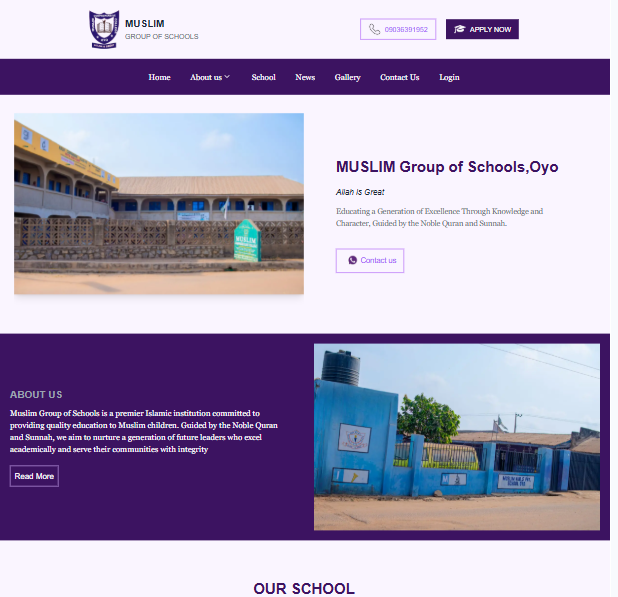 MUSLIM
GROUP OF SCHOOLS
09036391952
APPLY NOW
Home
About us
School
News
Gallery
Contact Us
Login
MUSLIM
MUSLIM Group of Schools,Oyo
Allah Is Great
Educating a Generation of Excellence Through Knowledge and
Character, Guided by the Noble Quran and Sunnah.
Contact us
ABOUT US
Muslim Group of Schools is a premier Islamic institution committed to
providing quality education to Muslim children. Guided by the Noble Quran
and Sunnah, we aim to nurture a generation of future leaders who excel
academically and serve their communities with integrity
Read More
OUR SCHOOL